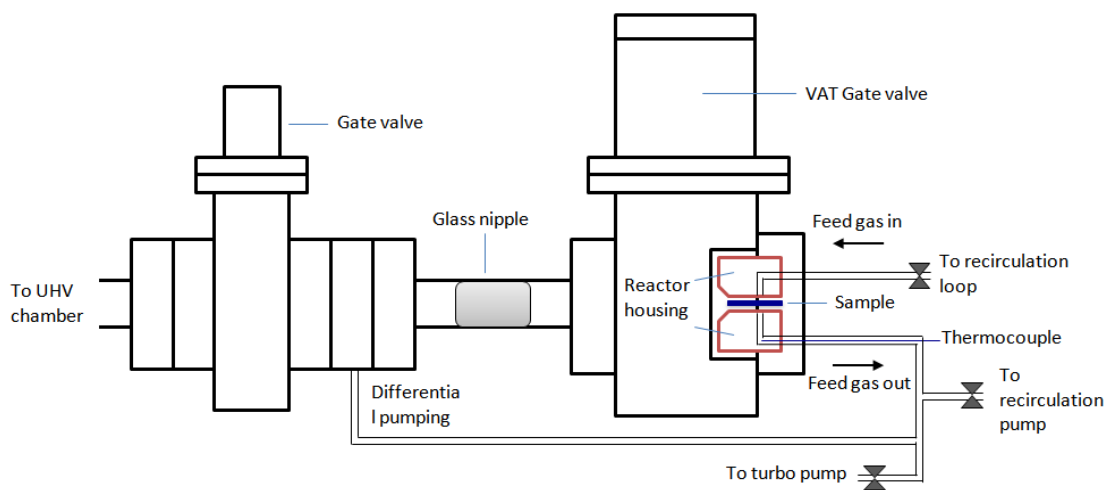 VAT Gate valve
Gate valve
Glass nipple
Feed gas in
To UHV
chamber
Reactor
housing
To recirculation
loop
Sample
Thermocouple
Feed gas out
Differentia
l pumping
To
recirculation
pump
To turbo pump